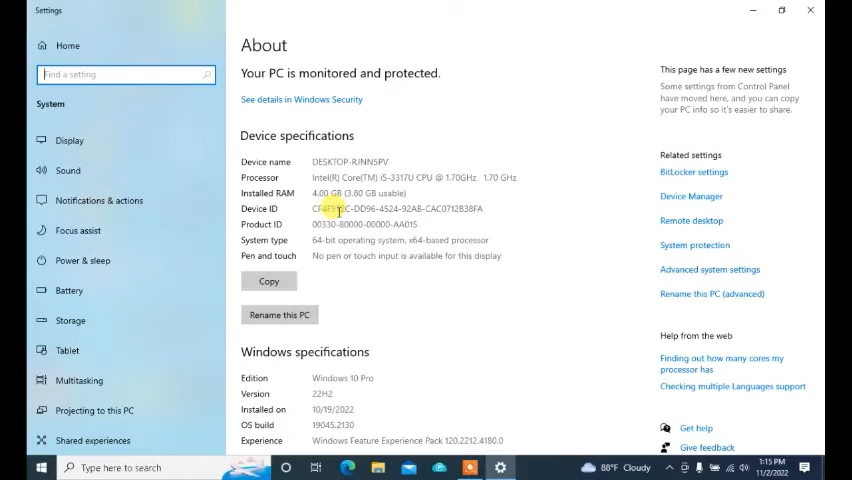 Settings
Home
Find a setting
System
Display
Sound
Notifications & actions
Focus assist
Power & sleep
Battery
Storage
Tablet
Multitasking
Projecting to this PC
Shared experiences
About
Your PC is monitored and protected.
See details in Windows Security
Device specifications
Device name DESKTOP-RJNN5PV
Processor Intel(R) Core(TM) i5-3317U CPU @ 1.70GHz 1.70 GHz
Installed RAM 4.00 GB (3.80 GB usable)
Device ID
Product ID 00330-80000-00000-AA015
System type 64-bit operating system, x64-based processor
Pen and touch No pen or touch input is available for this display
Copy
Rename this PC
Windows specifications
Edition Windows 10 Pro
Version 22H2
Installed on 10/19/2022
OS build 19045.2130
Experience Windows Feature Experience Pack 120.2212.4180.0
This page has a few new settings
Some settings from Control Panel
have moved here, and you can copy
your PC info so it's easier to share.
Related settings
BitLocker settings
Device Manager
Remote desktop
System protection
Advanced system settings
Rename this PC (advanced)
Help from the web
Finding out how many cores my
processor has
Checking multiple Languages support
Get help
Give feedback
Type here to search
88°F Cloudy
1:15 PM
11/2/2022